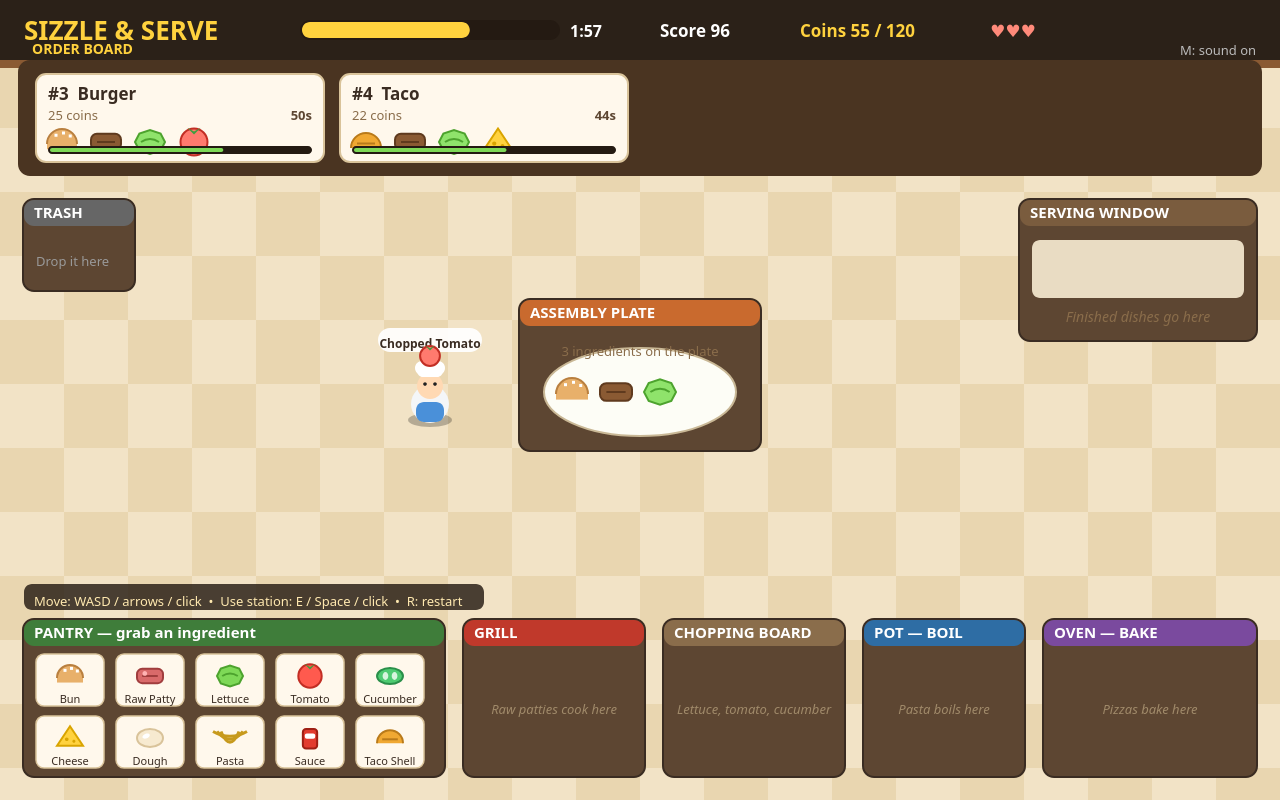 SIZZLE & SERVE
ORDER BOARD
1:57
Score 96
Coins 55 / 120
♥♥♥
M: sound on
#3 Burger
25 coins
50s
#4 Taco
22 coins
44s
TRASH
Drop it here
SERVING WINDOW
Finished dishes go here
ASSEMBLY PLATE
3 ingredients on the plate
Chopped Tomato
Move: WASD / arrows / click • Use station: E / Space / click • R: restart
PANTRY — grab an ingredient
Bun
Raw Patty
Lettuce
Tomato
Cucumber
Cheese
Dough
Pasta
Sauce
Taco Shell
GRILL
Raw patties cook here
CHOPPING BOARD
Lettuce, tomato, cucumber
POT — BOIL
Pasta boils here
OVEN — BAKE
Pizzas bake here